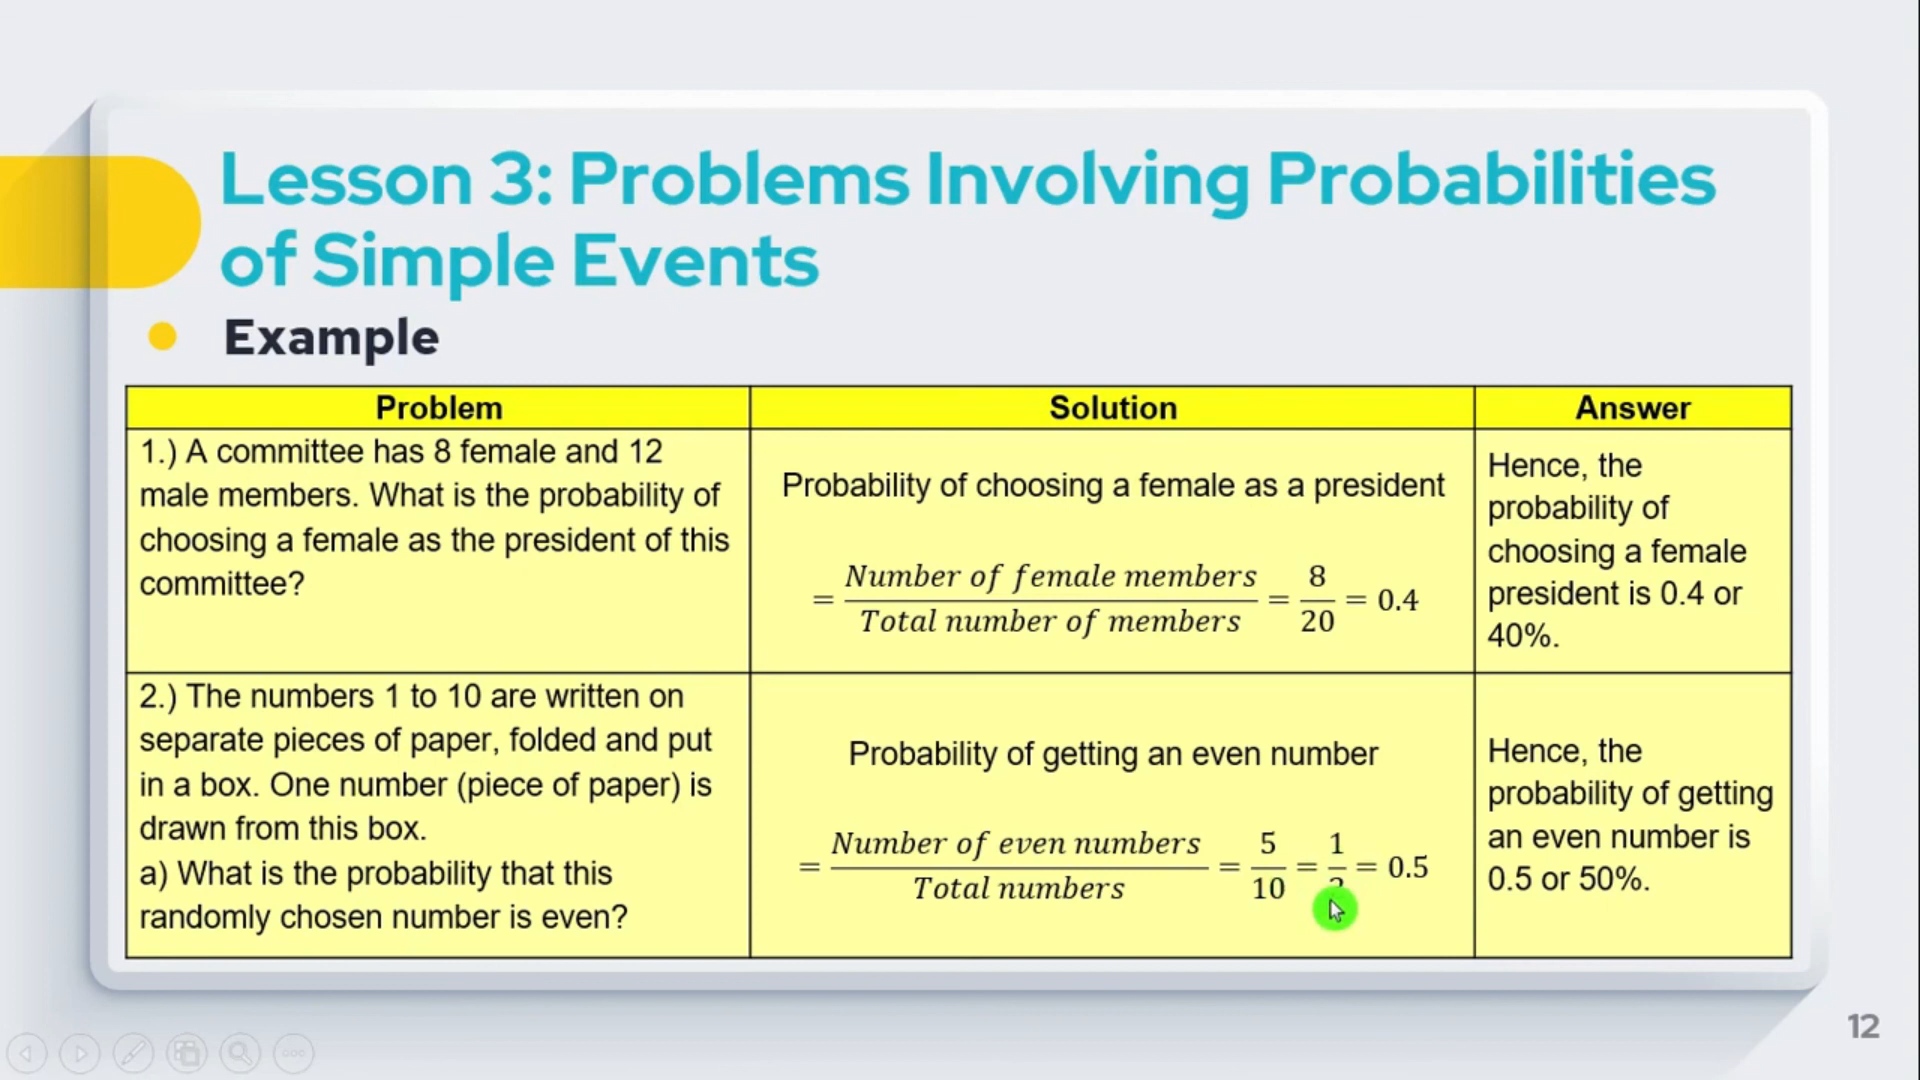 Lesson 3: Problems Involving Probabilities
of Simple Events
Example
Problem
Solution
Answer
1.) A committee has 8 female and 12
male members. What is the probability of
choosing a female as the president of this
committee?
Probability of choosing a female as a president
= Number of female members / Total number of members = 8/20 = 0.4
Hence, the
probability of
choosing a female
president is 0.4 or
40%.
2.) The numbers 1 to 10 are written on
separate pieces of paper, folded and put
in a box. One number (piece of paper) is
drawn from this box.
a) What is the probability that this
randomly chosen number is even?
Probability of getting an even number
= Number of even numbers / Total numbers = 5/10 = 1/2 = 0.5
Hence, the
probability of getting
an even number is
0.5 or 50%.
12